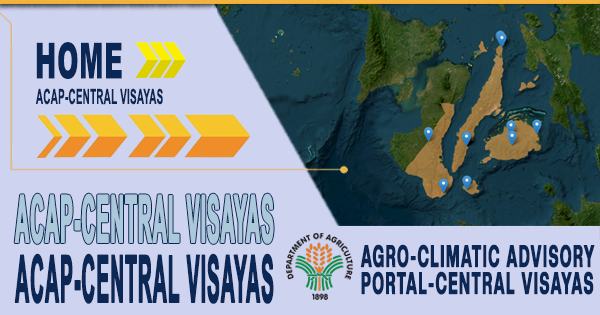 HOME
ACAP-CENTRAL VISAYAS
ACAP-CENTRAL VISAYAS
ACAP-CENTRAL VISAYAS
DEPARTMENT OF AGRICULTURE
1898
AGRO-CLIMATIC ADVISORY
PORTAL-CENTRAL VISAYAS